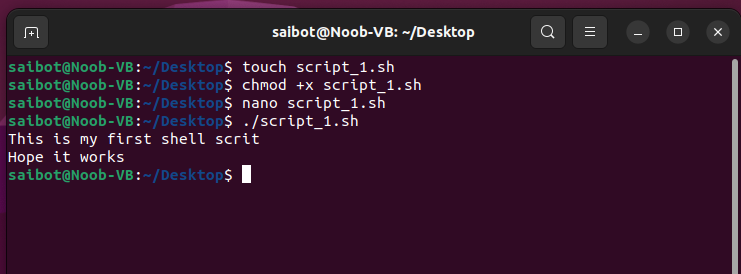 saibot@Noob-VB: ~/Desktop
saibot@Noob-VB:~/Desktop$ touch script_1.sh
saibot@Noob-VB:~/Desktop$ chmod +x script_1.sh
saibot@Noob-VB:~/Desktop$ nano script_1.sh
saibot@Noob-VB:~/Desktop$ ./script_1.sh
This is my first shell scrit
Hope it works
saibot@Noob-VB:~/Desktop$